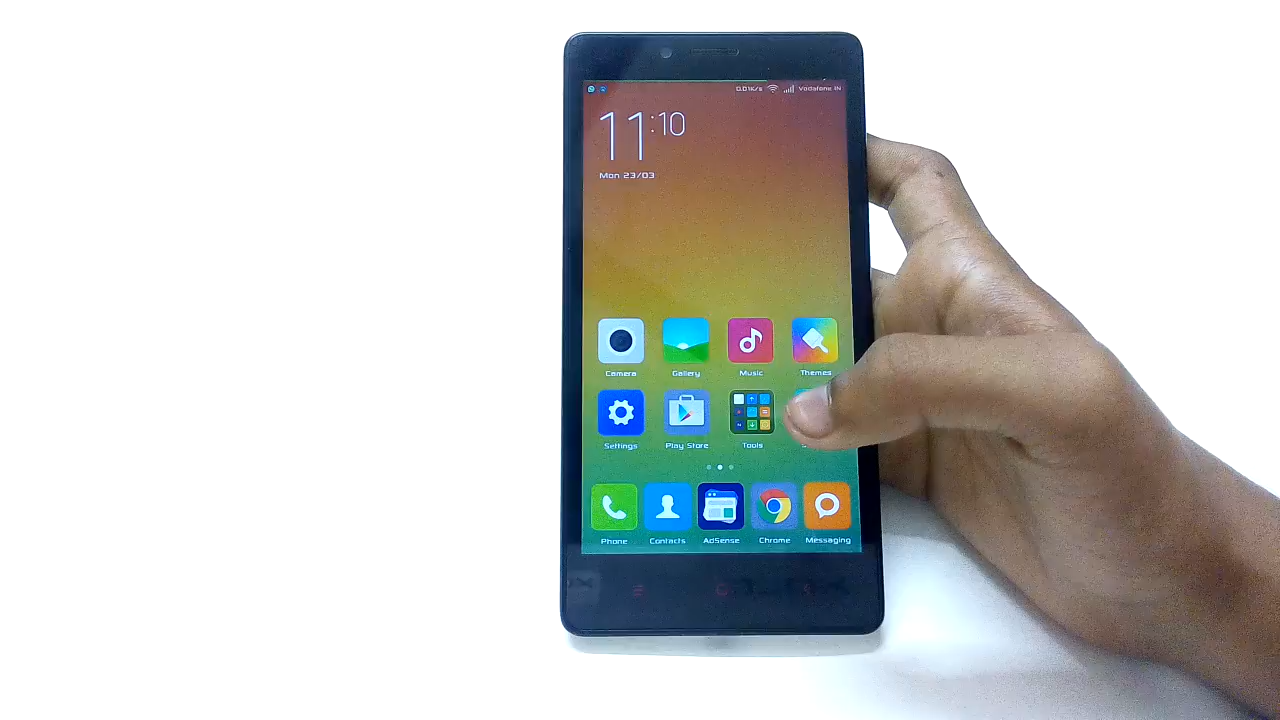 0.01K/s Vodafone IN
11:10
Mon 23/03
Camera Gallery Music Themes
Settings Play Store Tools
Phone Contacts AdSense Chrome Messaging